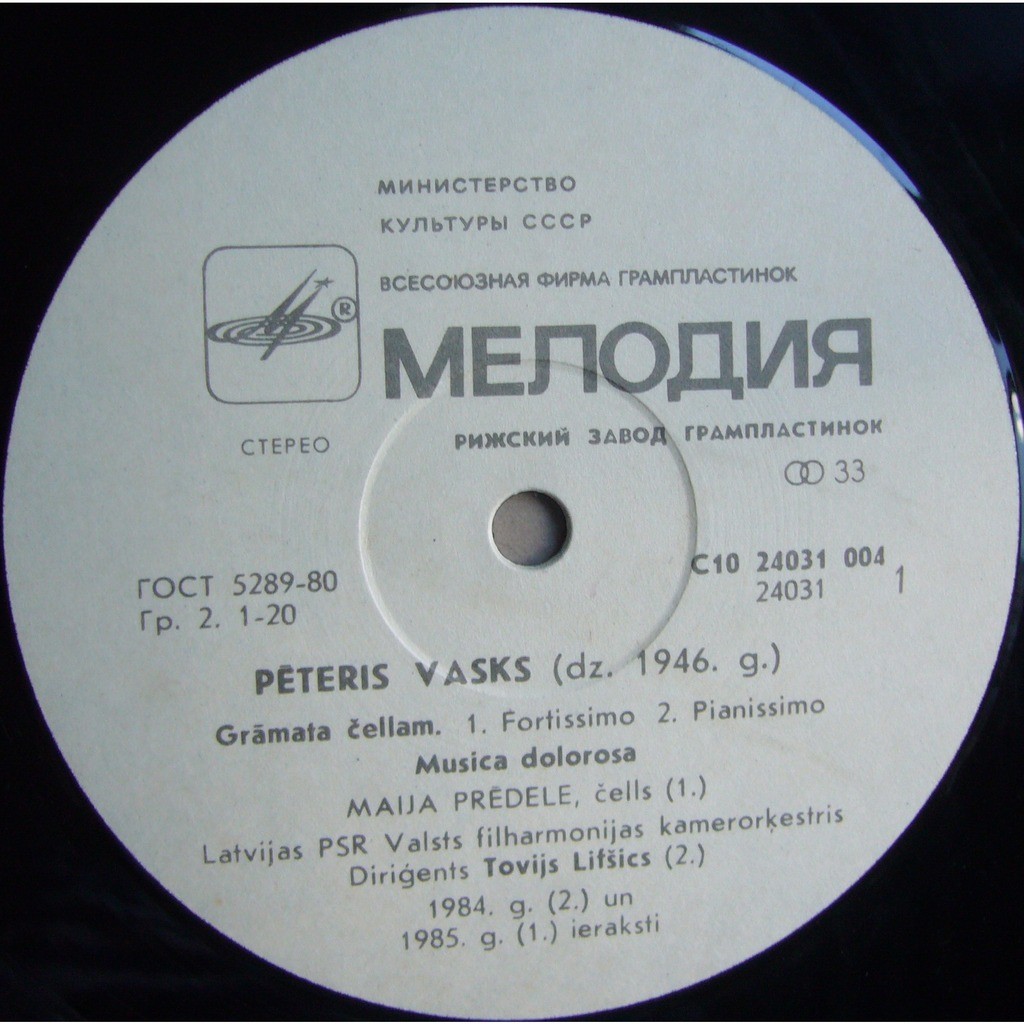 МИНИСТЕРСТВО
КУЛЬТУРЫ СССР
ВСЕСОЮЗНАЯ ФИРМА ГРАМПЛАСТИНОК
®
МЕЛОДИЯ
СТЕРЕО
РИЖСКИЙ ЗАВОД ГРАМПЛАСТИНОК
33
ГОСТ 5289-80
Гр. 2. 1-20
С10 24031 004
24031
1
PĒTERIS VASKS (dz. 1946. g.)
Grāmata čellam. 1. Fortissimo 2. Pianissimo
Musica dolorosa
MAIJA PRĒDELE, čells (1.)
Latvijas PSR Valsts filharmonijas kamerorķestris
Diriģents Tovijs Lifšics (2.)
1984. g. (2.) un
1985. g. (1.) ieraksti